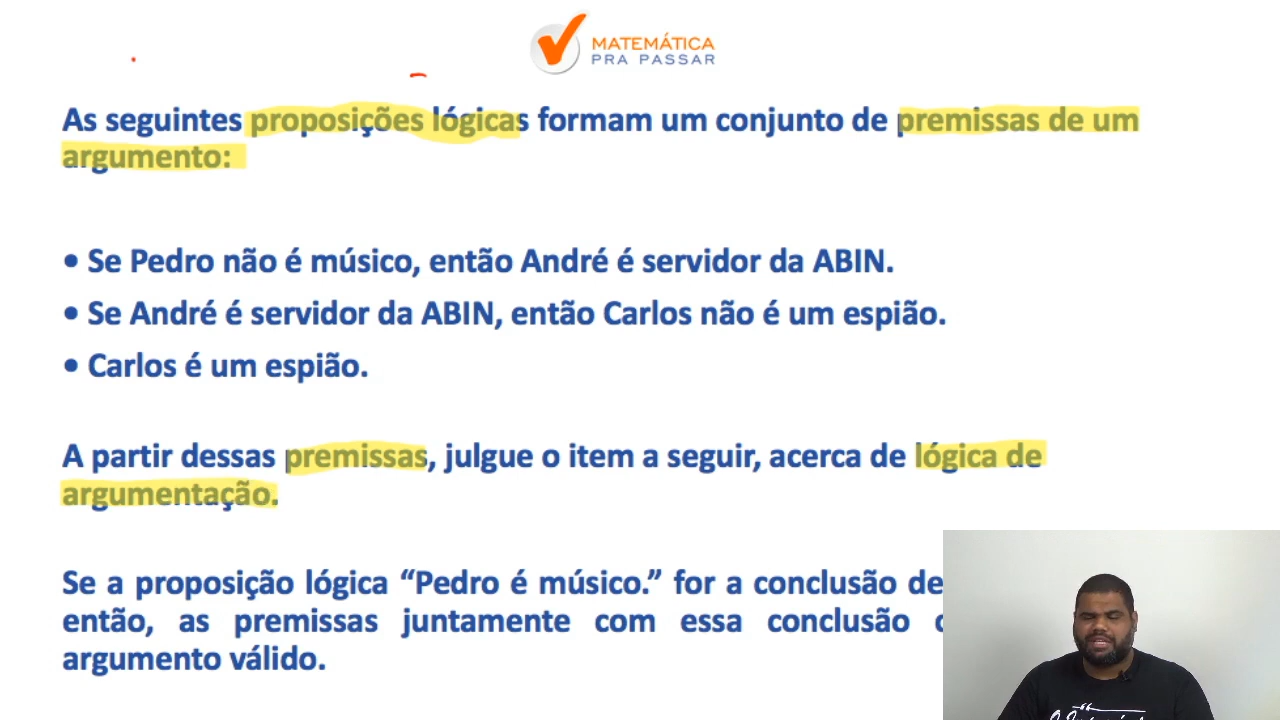 MATEMÁTICA
PRA PASSAR
As seguintes proposições lógicas formam um conjunto de premissas de um
argumento:
• Se Pedro não é músico, então André é servidor da ABIN.
• Se André é servidor da ABIN, então Carlos não é um espião.
• Carlos é um espião.
A partir dessas premissas, julgue o item a seguir, acerca de lógica de
argumentação.
Se a proposição lógica “Pedro é músico.” for a conclusão de
então, as premissas juntamente com essa conclusão
argumento válido.